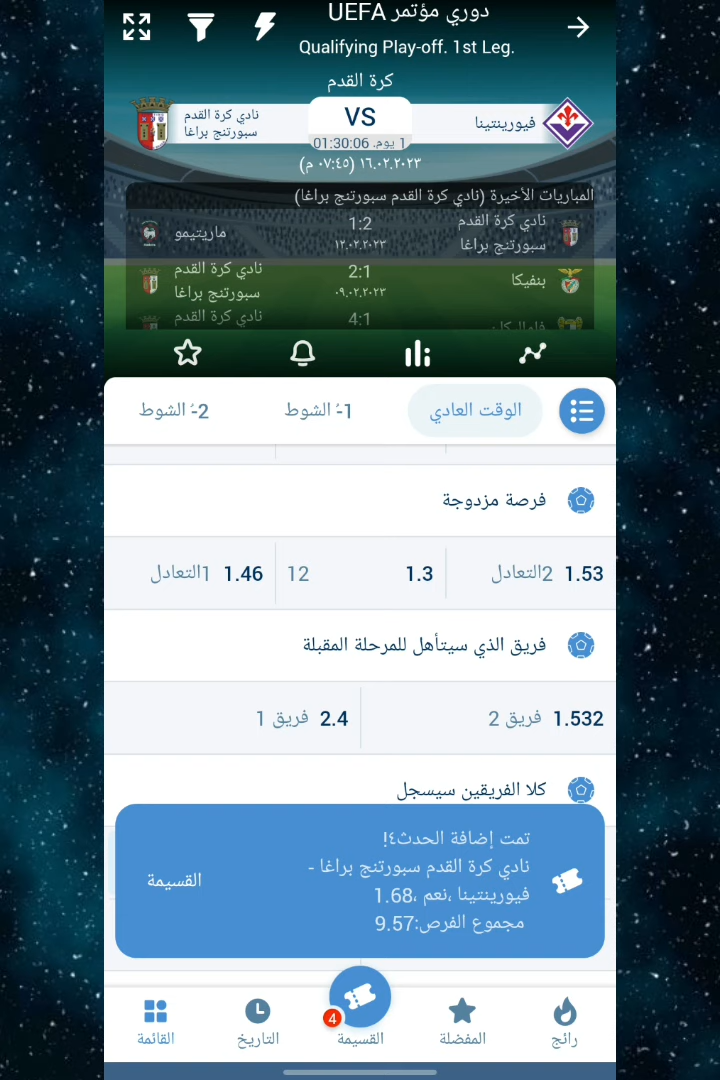 دوري مؤتمر UEFA
Qualifying Play-off. 1st Leg.
كرة القدم
فيورينتينا
VS
نادي كرة القدم
سبورتنج براغا
1 يوم. 01:30:06
١٦.٠٢.٢٠٢٣ (٠٧:٤٥ م)
المباريات الأخيرة (نادي كرة القدم سبورتنج براغا)
نادي كرة القدم
سبورتنج براغا
1:2
١٢.٠٢.٢٠٢٣
ماريتيمو
بنفيكا
2:1
٠٩.٠٢.٢٠٢٣
نادي كرة القدم
سبورتنج براغا
4:1
نادي كرة القدم
الوقت العادي
1-ُ الشوط
2-ُ الشوط
فرصة مزدوجة
2التعادل 1.53
12 1.3
1التعادل 1.46
فريق الذي سيتأهل للمرحلة المقبلة
فريق 2 1.532
فريق 1 2.4
كلا الفريقين سيسجل
تمت إضافة الحدث٤!
نادي كرة القدم سبورتنج براغا -
فيورينتينا ،نعم ،1.68
مجموع الفرص:9.57
القسيمة
رائج
المفضلة
4
القسيمة
التاريخ
القائمة